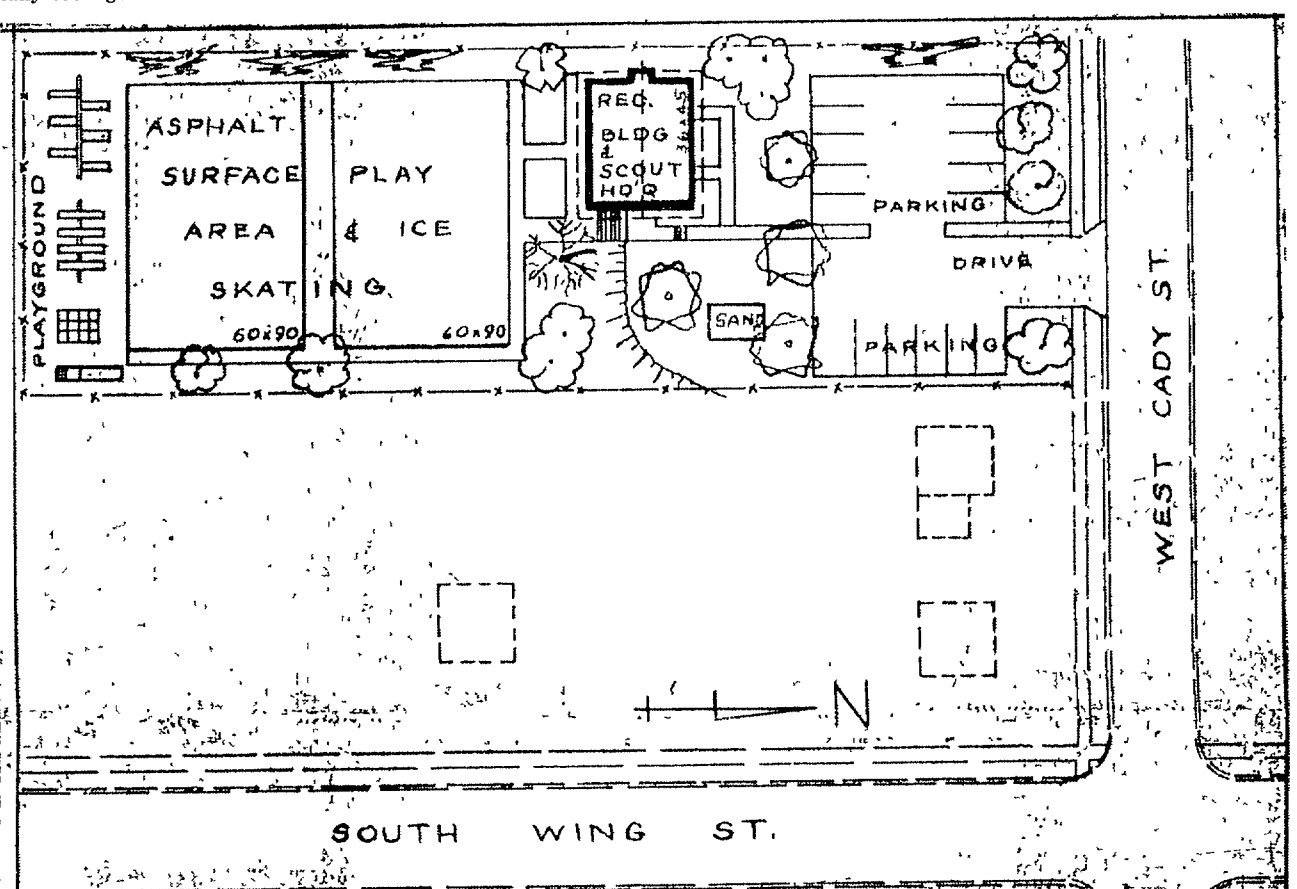 PLAYGROUND
ASPHALT
SURFACE PLAY
AREA & ICE
SKATING.
60x90
60x90
REC.
BLDG
&
SCOUT
HD'Q
36x45
SAND
PARKING
DRIVE
PARKING
WEST CADY ST.
N
SOUTH WING ST.